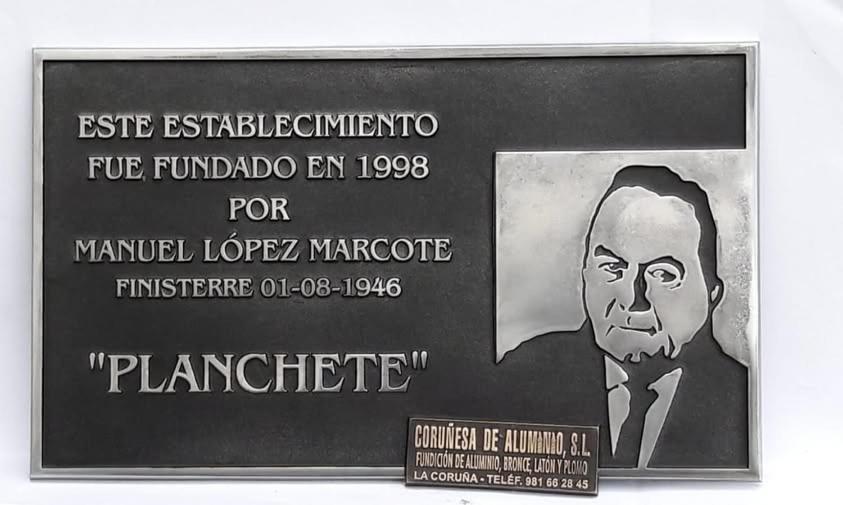 ESTE ESTABLECIMIENTO
FUE FUNDADO EN 1998
POR
MANUEL LÓPEZ MARCOTE
FINISTERRE 01-08-1946
"PLANCHETE"
CORUÑESA DE ALUMINIO, S.L.
FUNDICIÓN DE ALUMINIO, BRONCE, LATÓN Y PLOMO
LA CORUÑA - TELÉF. 981 66 28 45